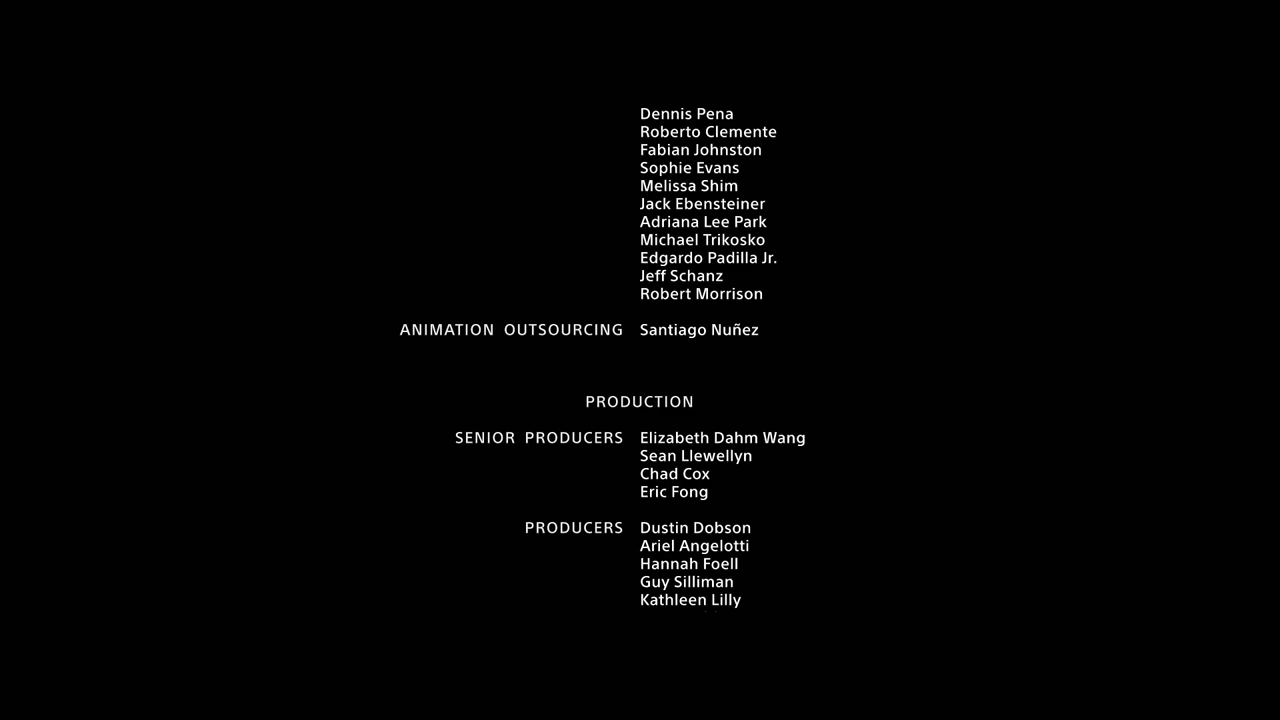 Dennis Pena
Roberto Clemente
Fabian Johnston
Sophie Evans
Melissa Shim
Jack Ebensteiner
Adriana Lee Park
Michael Trikosko
Edgardo Padilla Jr.
Jeff Schanz
Robert Morrison
ANIMATION OUTSOURCING Santiago Nuñez
PRODUCTION
SENIOR PRODUCERS Elizabeth Dahm Wang
Sean Llewellyn
Chad Cox
Eric Fong
PRODUCERS Dustin Dobson
Ariel Angelotti
Hannah Foell
Guy Silliman
Kathleen Lilly